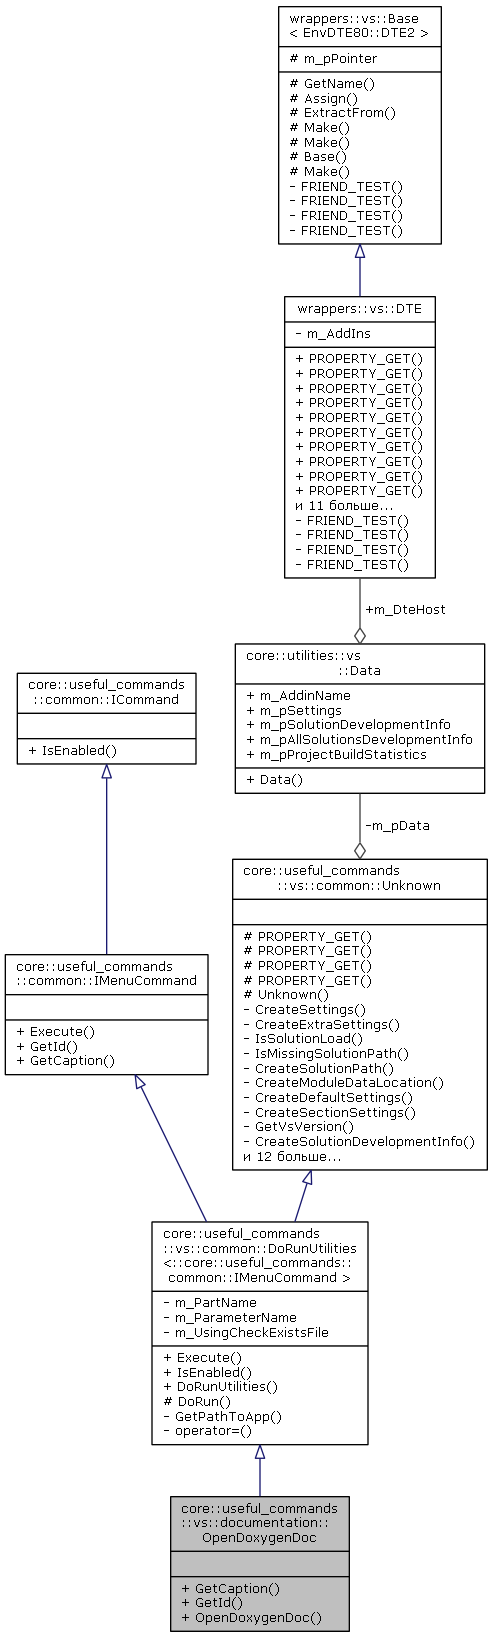 wrappers::vs::Base
< EnvDTE80::DTE2 >
# m_pPointer
# GetName()
# Assign()
# ExtractFrom()
# Make()
# Make()
# Base()
# Make()
- FRIEND_TEST()
- FRIEND_TEST()
- FRIEND_TEST()
- FRIEND_TEST()
wrappers::vs::DTE
- m_AddIns
+ PROPERTY_GET()
+ PROPERTY_GET()
+ PROPERTY_GET()
+ PROPERTY_GET()
+ PROPERTY_GET()
+ PROPERTY_GET()
+ PROPERTY_GET()
+ PROPERTY_GET()
+ PROPERTY_GET()
+ PROPERTY_GET()
и 11 больше...
- FRIEND_TEST()
- FRIEND_TEST()
- FRIEND_TEST()
- FRIEND_TEST()
+m_DteHost
core::utilities::vs
::Data
+ m_AddinName
+ m_pSettings
+ m_pSolutionDevelopmentInfo
+ m_pAllSolutionsDevelopmentInfo
+ m_pProjectBuildStatistics
+ Data()
core::useful_commands
::common::ICommand
+ IsEnabled()
-m_pData
core::useful_commands
::vs::common::Unknown
# PROPERTY_GET()
# PROPERTY_GET()
# PROPERTY_GET()
# PROPERTY_GET()
# Unknown()
- CreateSettings()
- CreateExtraSettings()
- IsSolutionLoad()
- IsMissingSolutionPath()
- CreateSolutionPath()
- CreateModuleDataLocation()
- CreateDefaultSettings()
- CreateSectionSettings()
- GetVsVersion()
- CreateSolutionDevelopmentInfo()
и 12 больше...
core::useful_commands
::common::IMenuCommand
+ Execute()
+ GetId()
+ GetCaption()
core::useful_commands
::vs::common::DoRunUtilities
<::core::useful_commands::
common::IMenuCommand >
- m_PartName
- m_ParameterName
- m_UsingCheckExistsFile
+ Execute()
+ IsEnabled()
+ DoRunUtilities()
# DoRun()
- GetPathToApp()
- operator=()
core::useful_commands
::vs::documentation::
OpenDoxygenDoc
+ GetCaption()
+ GetId()
+ OpenDoxygenDoc()